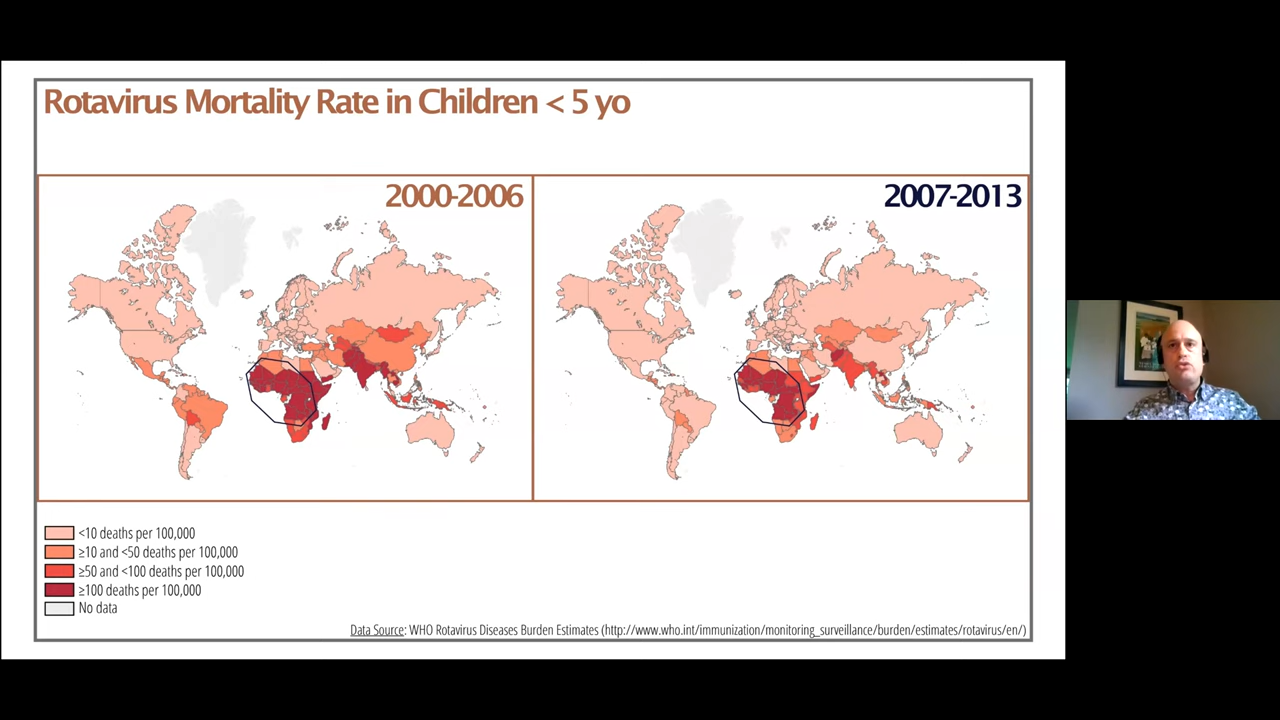 Rotavirus Mortality Rate in Children < 5 yo
2000-2006
2007-2013
<10 deaths per 100,000
≥10 and <50 deaths per 100,000
≥50 and <100 deaths per 100,000
≥100 deaths per 100,000
No data
Data Source: WHO Rotavirus Diseases Burden Estimates (http://www.who.int/immunization/monitoring_surveillance/burden/estimates/rotavirus/en/)